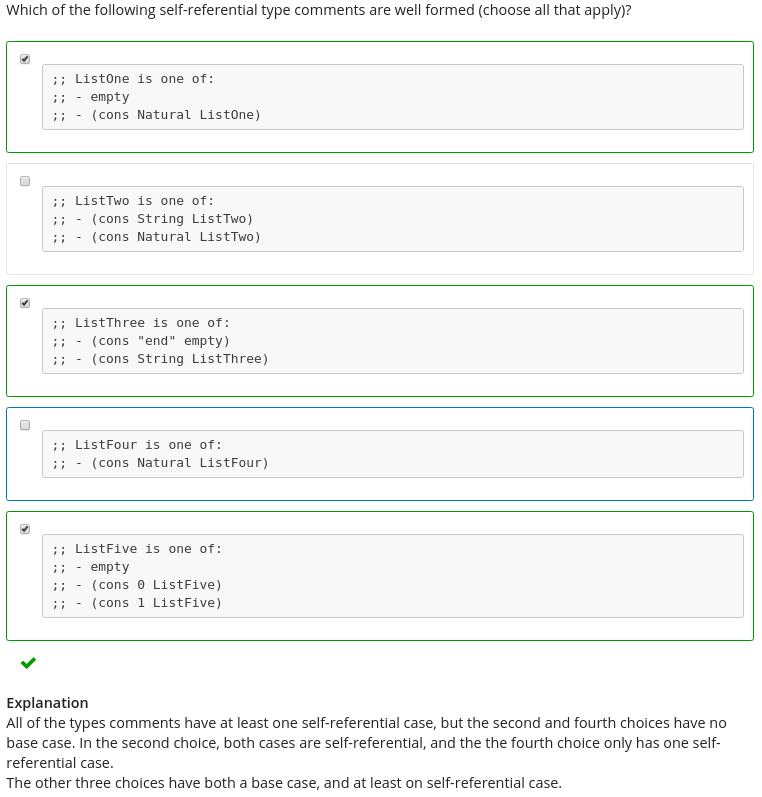 Which of the following self-referential type comments are well formed (choose all that apply)?
;; ListOne is one of:
;; - empty
;; - (cons Natural ListOne)
;; ListTwo is one of:
;; - (cons String ListTwo)
;; - (cons Natural ListTwo)
;; ListThree is one of:
;; - (cons "end" empty)
;; - (cons String ListThree)
;; ListFour is one of:
;; - (cons Natural ListFour)
;; ListFive is one of:
;; - empty
;; - (cons 0 ListFive)
;; - (cons 1 ListFive)
Explanation
All of the types comments have at least one self-referential case, but the second and fourth choices have no
base case. In the second choice, both cases are self-referential, and the the fourth choice only has one self-
referential case.
The other three choices have both a base case, and at least on self-referential case.